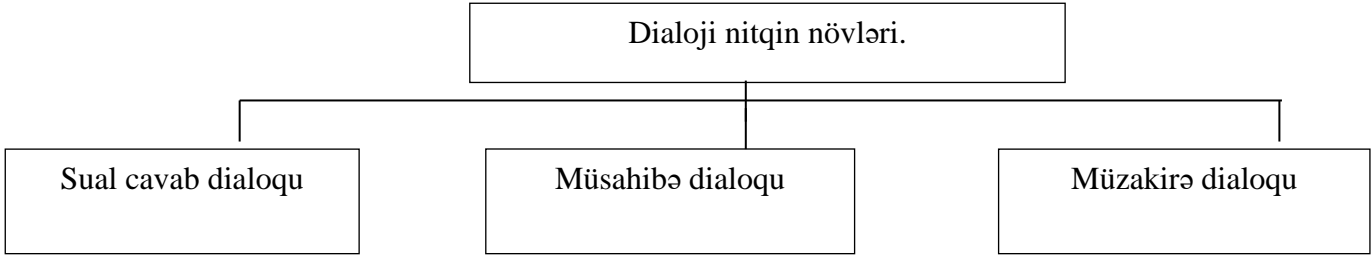 Dialoji nitqin növləri.
Sual cavab dialoqu
Müsahibə dialoqu
Müzakirə dialoqu